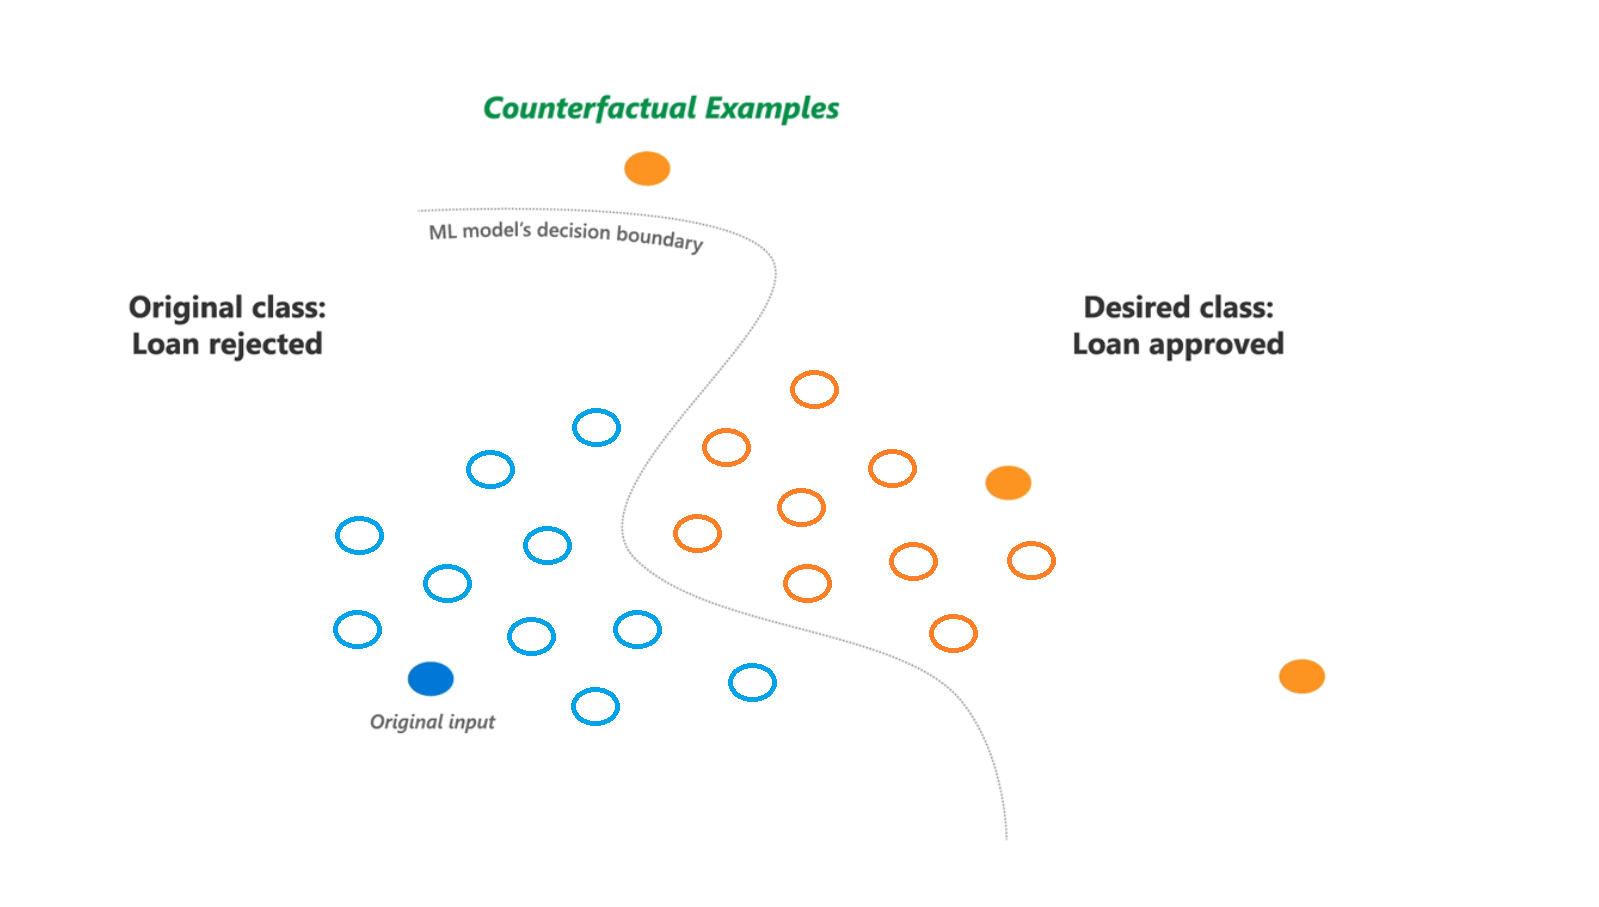 Counterfactual Examples
ML model's decision boundary
Original class:
Loan rejected
Desired class:
Loan approved
Original input